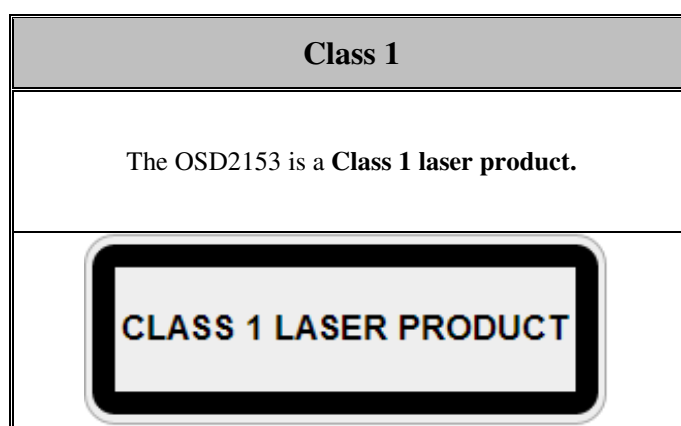 Class 1
The OSD2153 is a Class 1 laser product.
CLASS 1 LASER PRODUCT